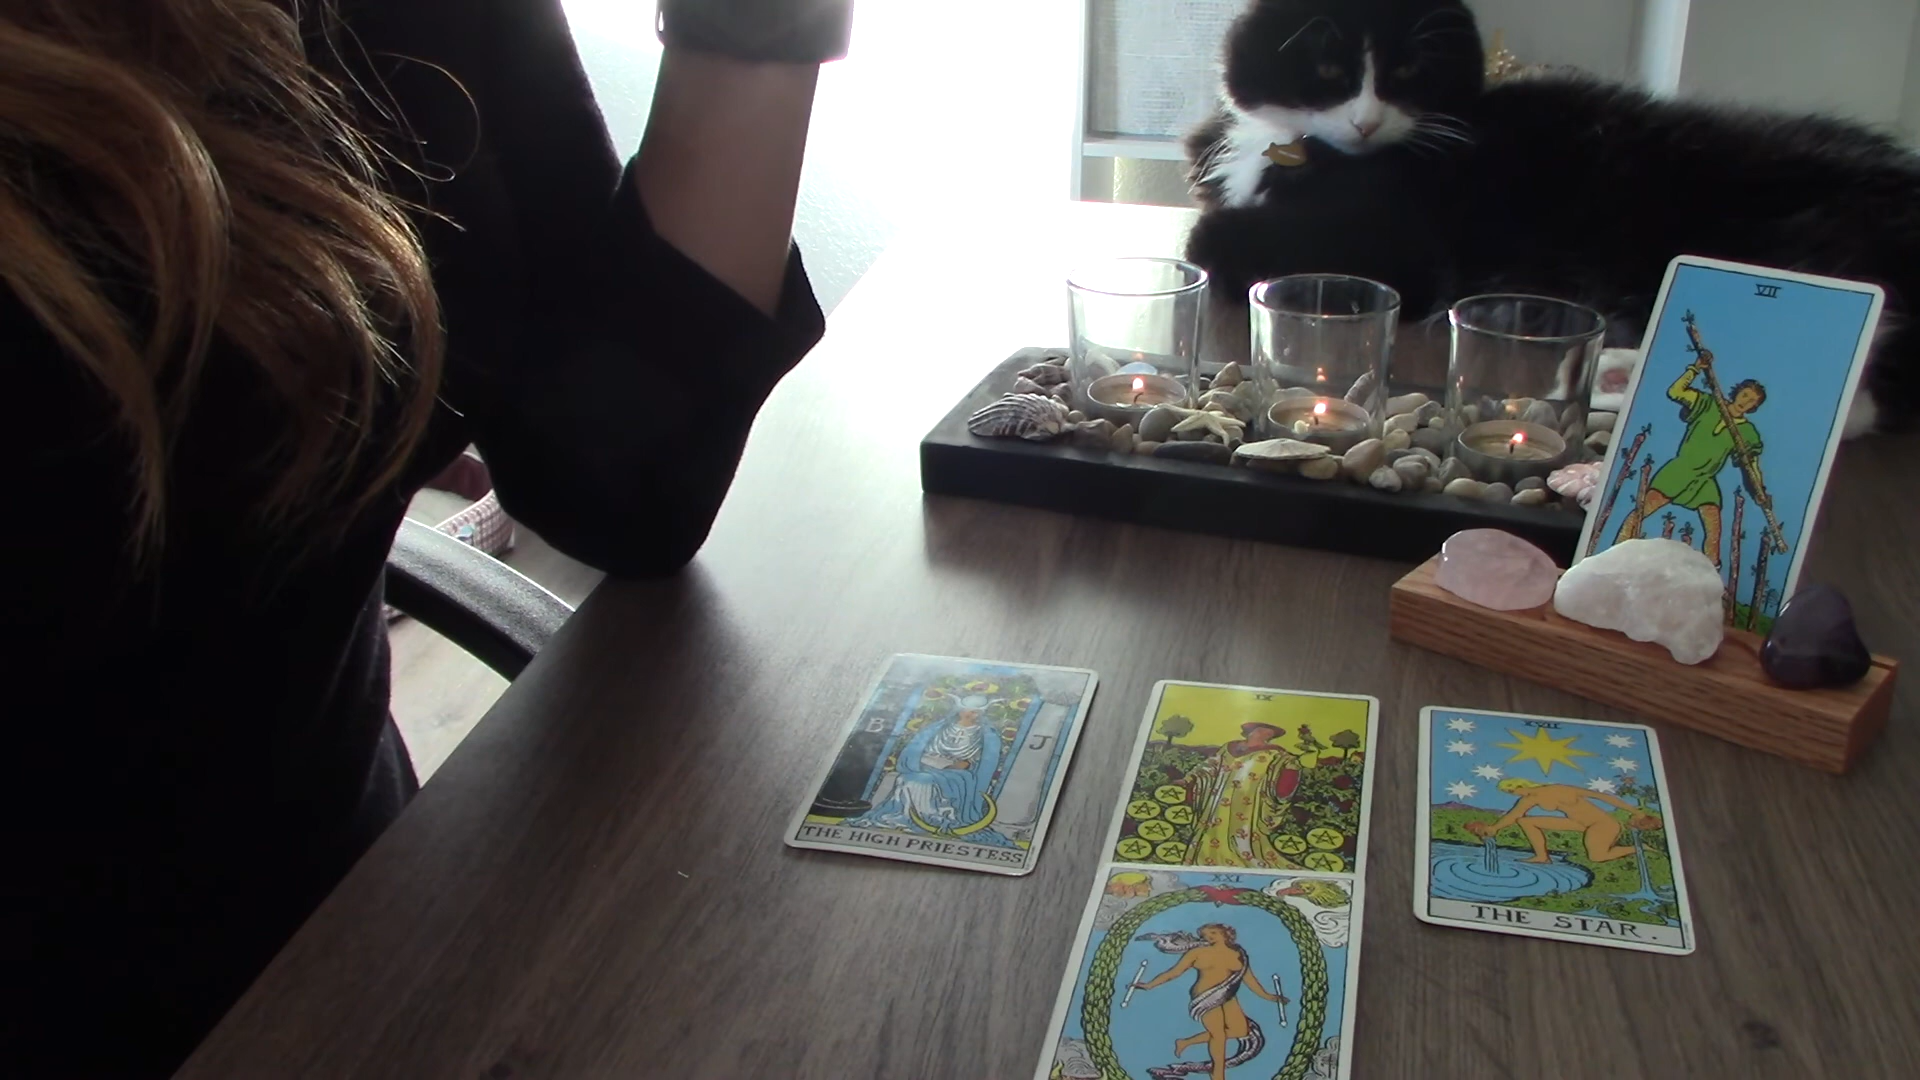 VII
B
J
THE HIGH PRIESTESS
IX
XXI
XVII
THE STAR.